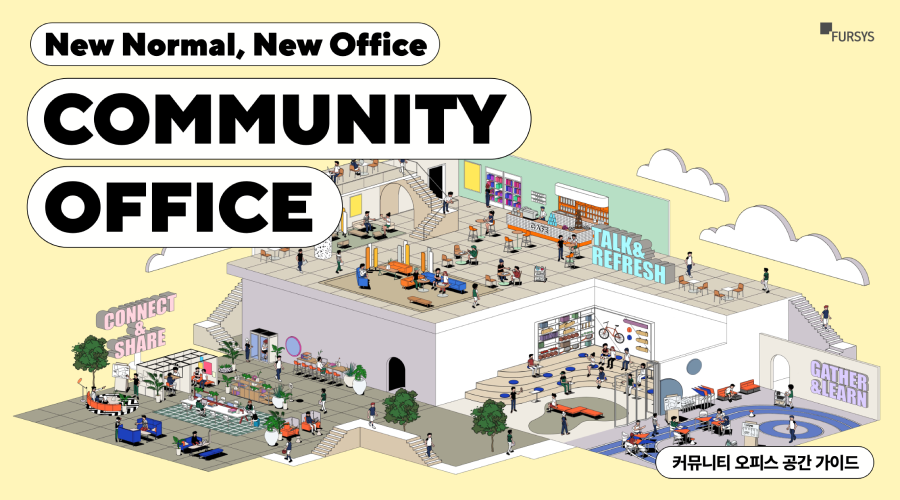 New Normal, New Office
FURSYS
COMMUNITY
OFFICE
CAFE
TALK&
REFRESH
CONNECT
&
SHARE
GATHER
&LEARN
커뮤니티 오피스 공간 가이드